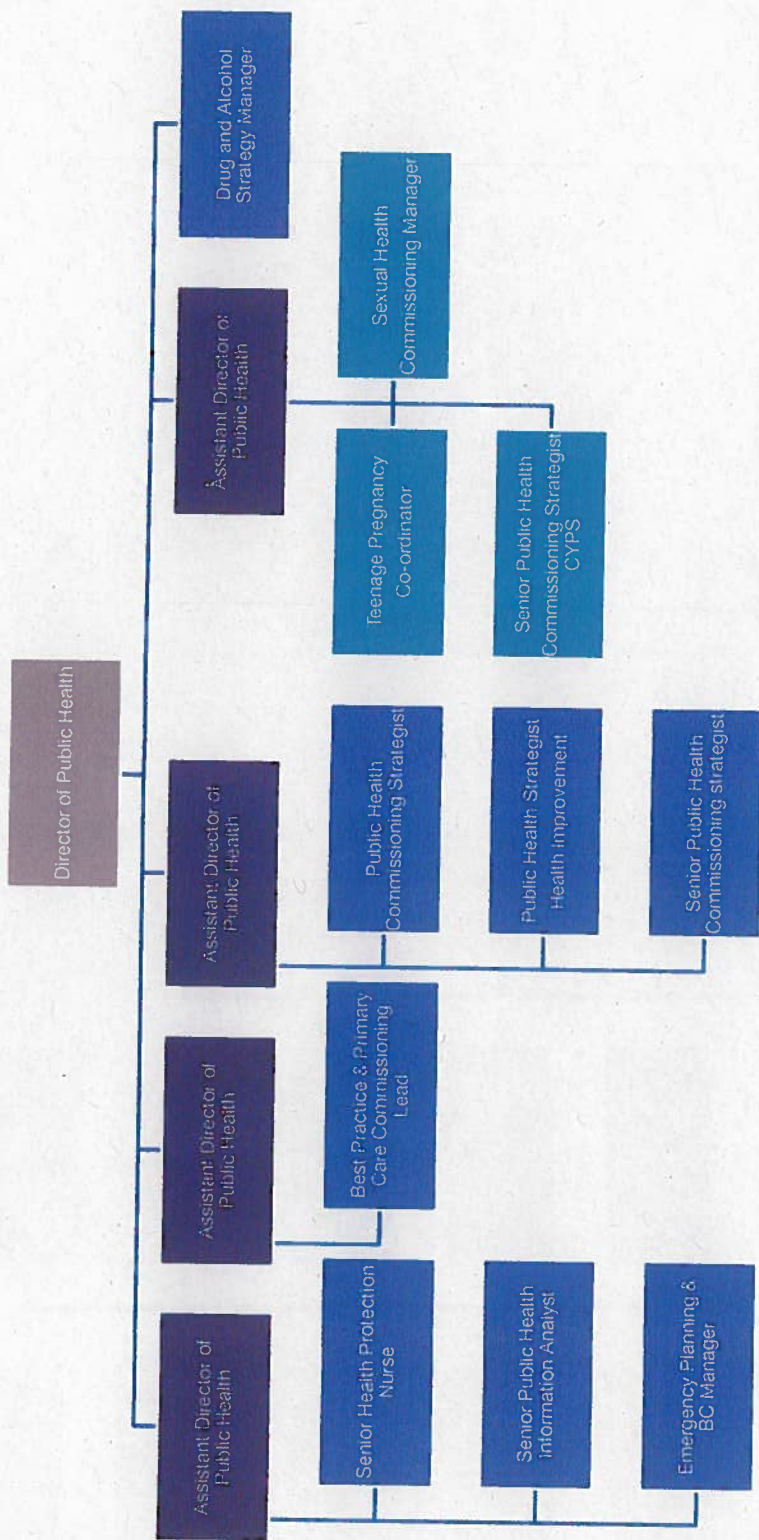 Director of Public Health
Assistant Director of
Public Health
Assistant Director of
Public Health
Assistant Director of
Public Health
Assistant Director of
Public Health
Drug and Alcohol
Strategy Manager
Senior Health Protection
Nurse
Senior Public Health
Information Analyst
Emergency Planning &
BC Manager
Best Practice & Primary
Care Commissioning
Lead
Public Health
Commissioning Strategist
Public Health Strategist
Health Improvement
Senior Public Health
Commissioning strategist
Teenage Pregnancy
Co-ordinator
Sexual Health
Commissioning Manager
Senior Public Health
Commissioning Strategist
CYPS